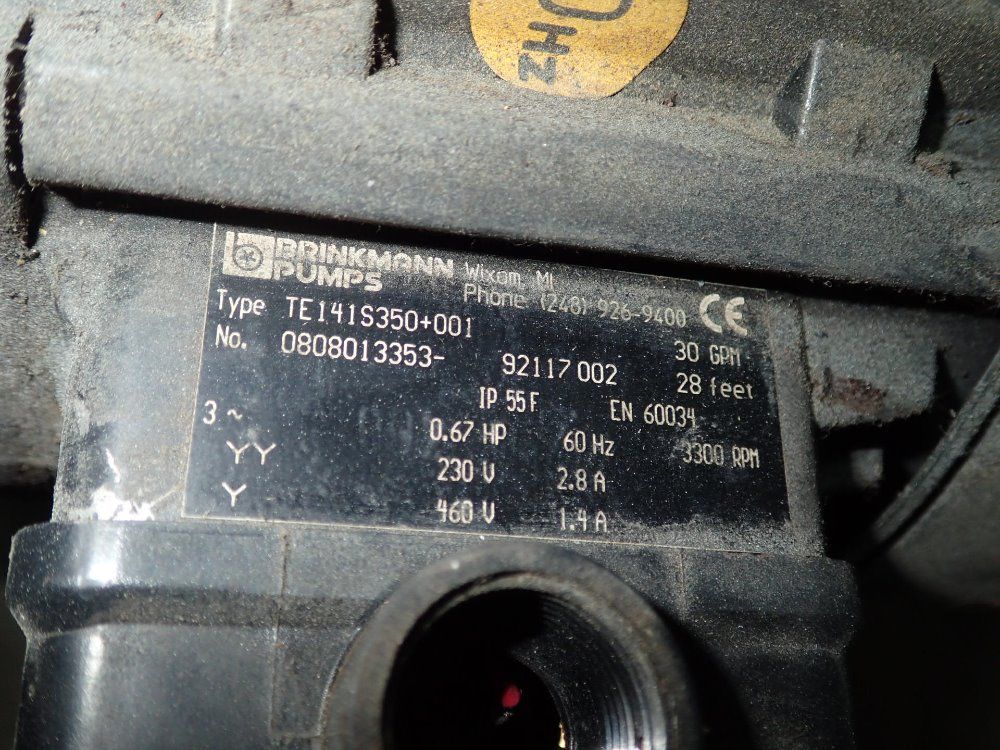 0 Hz
BRINKMANN
PUMPS
Wixom, MI
Phone (248) 926-9400 CE
Type TE141S350+001 30 GPM
No. 0808013353- 92117 002 28 feet
IP 55 F EN 60034
3 ~ 0.67 HP 60 Hz 3300 RPM
YY 230 V 2.8 A
Y 460 V 1.4 A